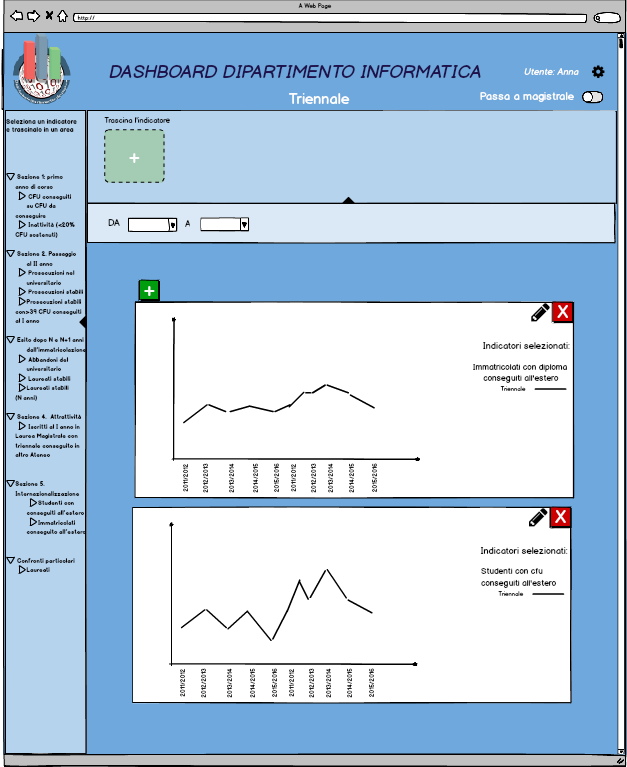 A Web Page
http://
DASHBOARD DIPARTIMENTO INFORMATICA
Utente: Anna
Triennale
Passa a magistrale
Seleziona un indicatore
e trascinalo in un area
Sezione 1: primo
anno di corso
CFU conseguiti
su CFU da
conseguire
Inattività (<20%
CFU sostenuti)
Sezione 2. Passaggio
al II anno
Prosecuzioni nel
universitario
Prosecuzioni stabili
Prosecuzioni stabili
con>39 CFU conseguiti
al I anno
Esito dopo N e N+1 anni
dall'immatricolazione
Abbandoni del
universitario
Laureati stabili
Laureati stabili
(N anni)
Sezione 4. Attrattività
Iscritti al I anno in
Laurea Magistrale con
triennale conseguito in
altro Ateneo
Sezione 5.
Internazionalizzazione
Studenti con
conseguiti all'estero
Immatricolati
conseguito all'estero
Confronti particolari
Laureati
Trascina l'indicatore
+
DA
A
+
X
Indicatori selezionati:
Immatricolati con diploma
conseguiti all'estero
Triennale
2011/2012 2012/2013 2013/2014 2014/2015 2015/2016 2011/2012 2012/2013 2013/2014 2014/2015 2015/2016
X
Indicatori selezionati:
Studenti con cfu
conseguiti all'estero
Triennale
2011/2012 2012/2013 2013/2014 2014/2015 2015/2016 2011/2012 2012/2013 2013/2014 2014/2015 2015/2016